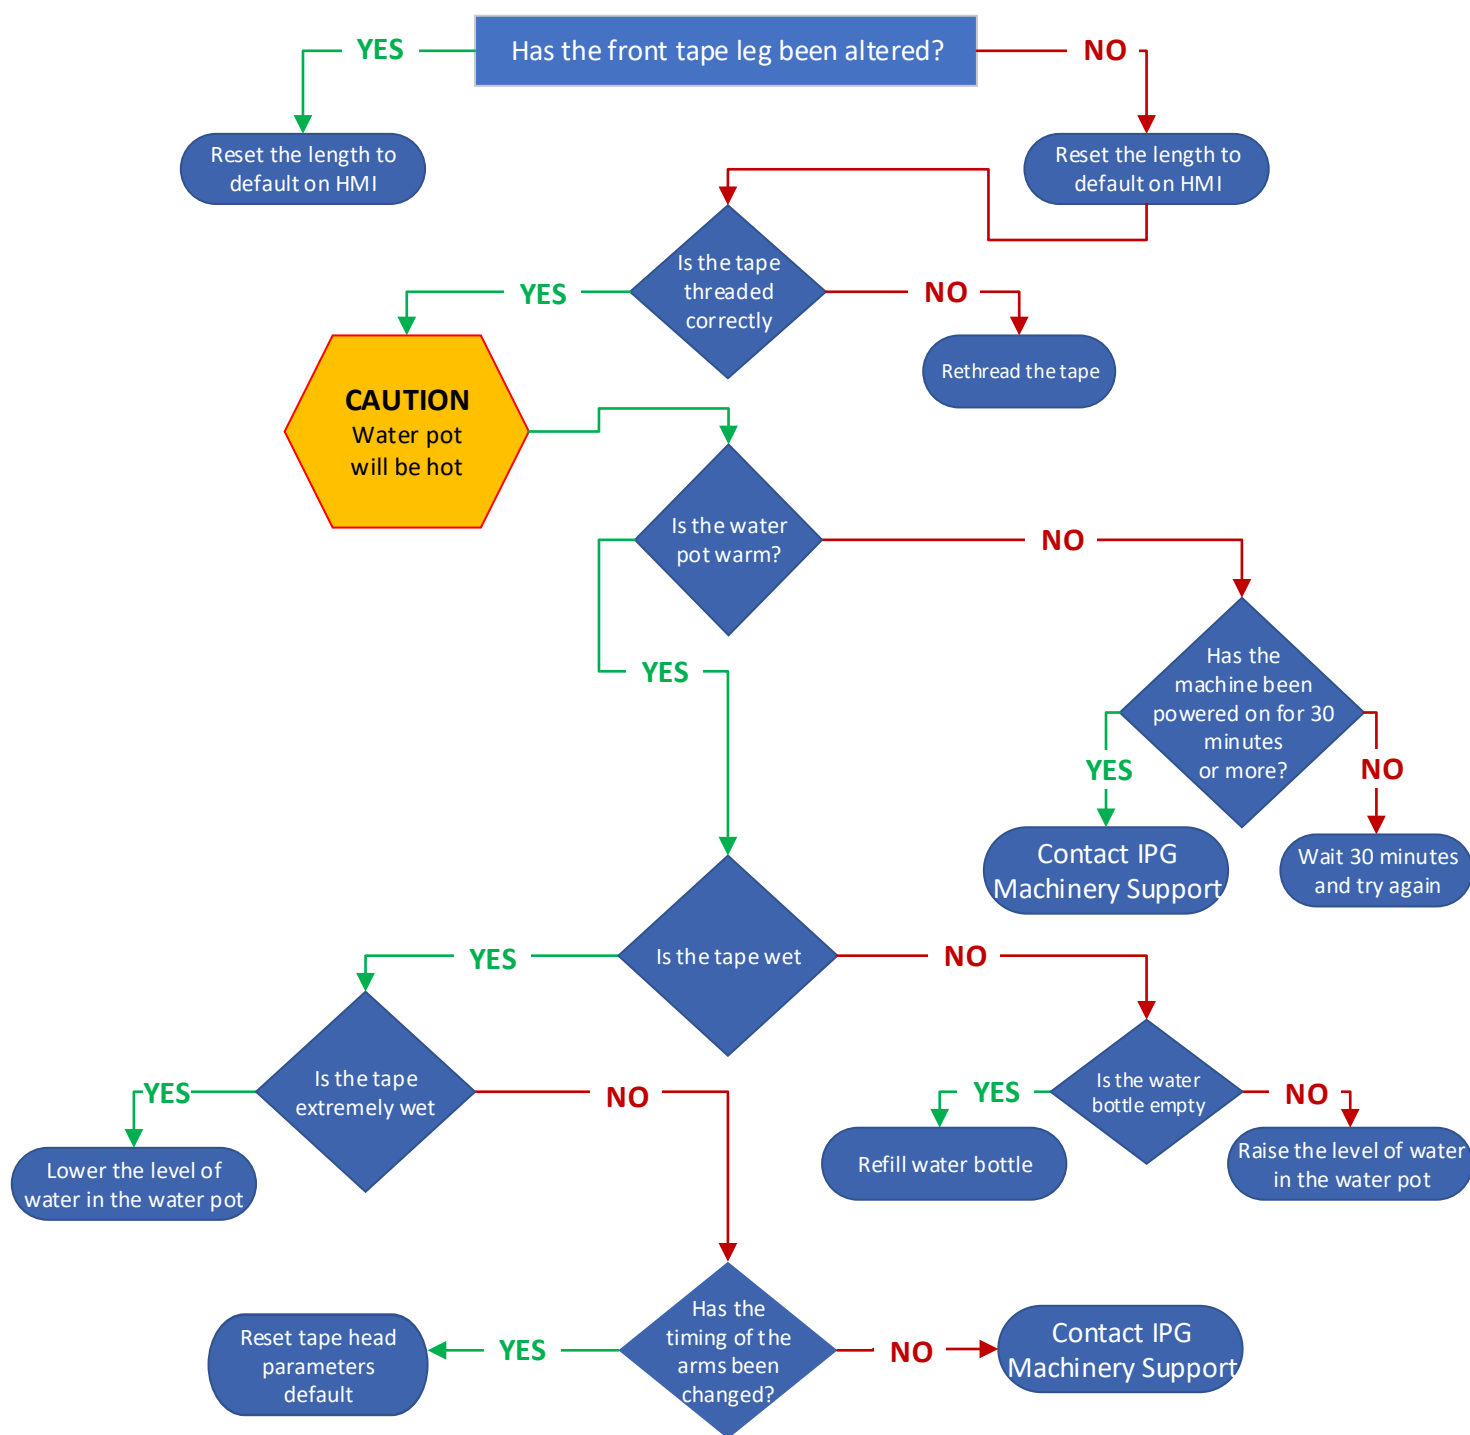 Has the front tape leg been altered?
YES
NO
Reset the length to
default on HMI
Reset the length to
default on HMI
Is the tape
threaded
correctly
YES
NO
Rethread the tape
CAUTION
Water pot
will be hot
Is the water
pot warm?
NO
YES
Has the
machine been
powered on for 30
minutes
or more?
YES
NO
Contact IPG
Machinery Support
Wait 30 minutes
and try again
Is the tape wet
YES
NO
Is the tape
extremely wet
YES
NO
Is the water
bottle empty
YES
NO
Lower the level of
water in the water pot
Refill water bottle
Raise the level of water
in the water pot
Has the
timing of the
arms been
changed?
YES
NO
Reset tape head
parameters
default
Contact IPG
Machinery Support